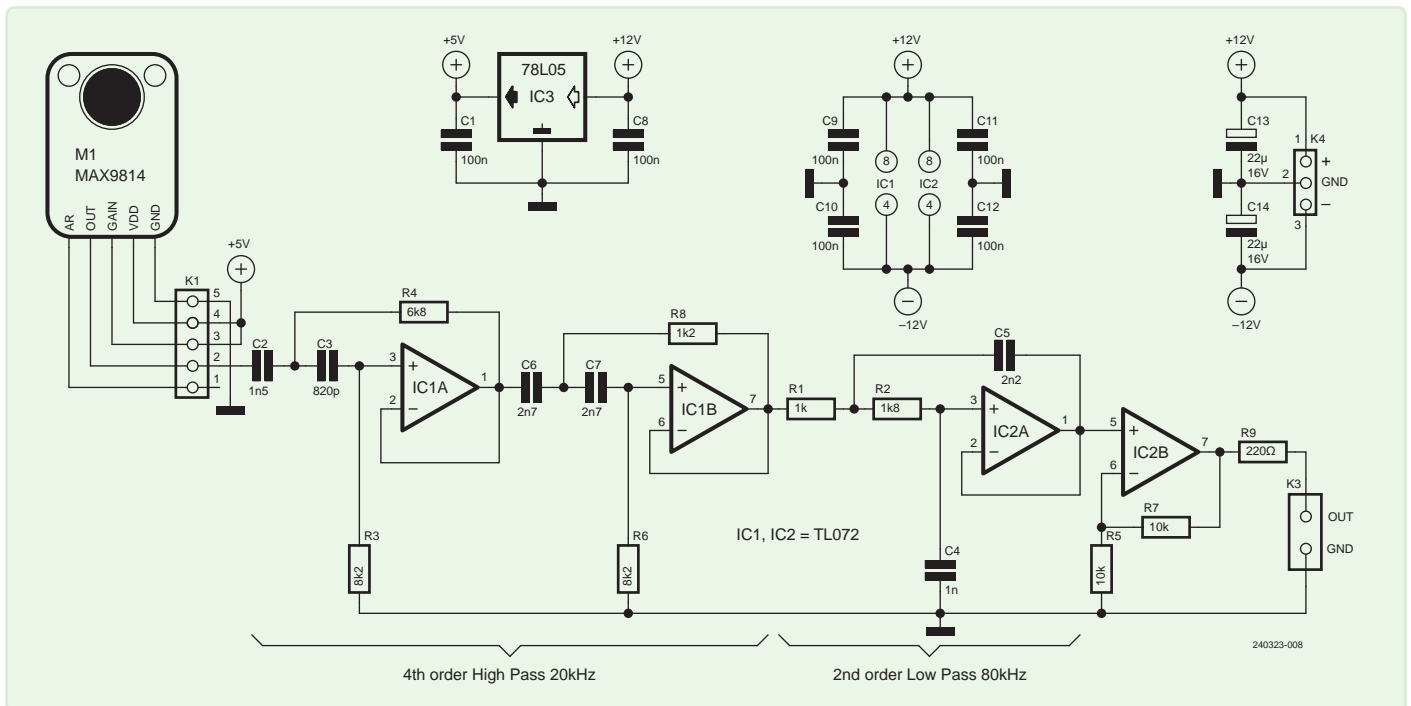 M1
MAX9814
AR
OUT
GAIN
VDD
GND
K1
5
4
3
2
1
+5V
+5V
+12V
78L05
IC3
C1
100n
C8
100n
+12V
C9
100n
C10
100n
8
IC1
4
8
IC2
4
C11
100n
C12
100n
–12V
+12V
C13
22µ
16V
C14
22µ
16V
–12V
K4
1
+
2
GND
–
3
C2
1n5
C3
820p
R4
6k8
3
+
IC1A
1
2
–
R3
8k2
C6
2n7
C7
2n7
R8
1k2
5
+
IC1B
7
6
–
R6
8k2
R1
1k
R2
1k8
C5
2n2
3
+
IC2A
1
2
–
C4
1n
5
+
IC2B
7
6
–
R7
10k
R5
10k
R9
220Ω
K3
OUT
GND
IC1, IC2 = TL072
240323-008
4th order High Pass 20kHz
2nd order Low Pass 80kHz